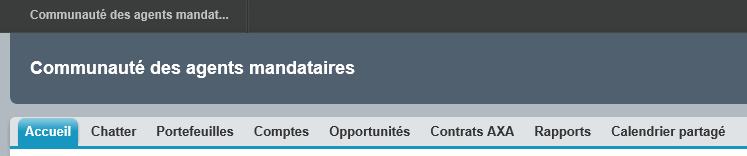 Communauté des agents mandat...
Communauté des agents mandataires
Accueil Chatter Portefeuilles Comptes Opportunités Contrats AXA Rapports Calendrier partagé